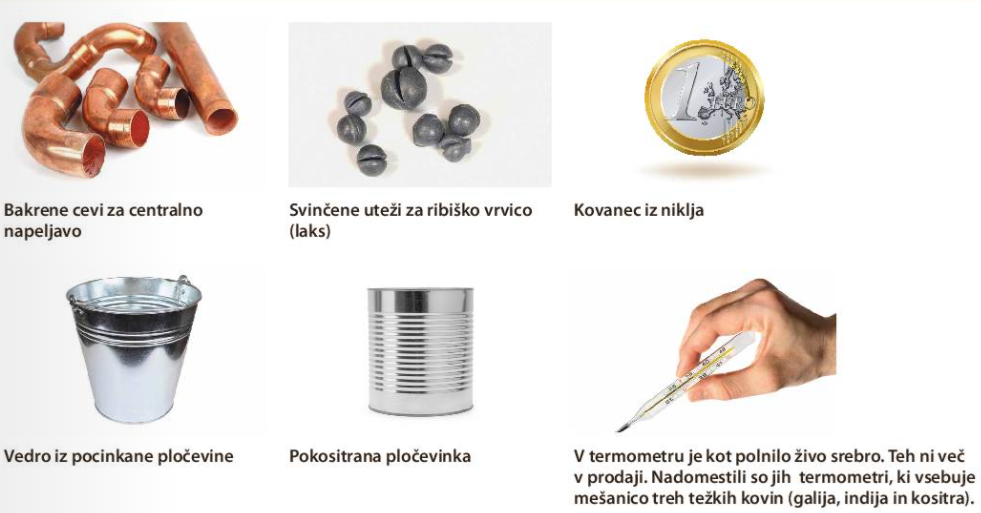 Bakrene cevi za centralno
napeljavo
Svinčene uteži za ribiško vrvico
(laks)
1
EURO
Kovanec iz niklja
Vedro iz pocinkane pločevine
Pokositrana pločevinka
V termometru je kot polnilo živo srebro. Teh ni več
v prodaji. Nadomestili so jih termometri, ki vsebuje
mešanico treh težkih kovin (galija, indija in kositra).